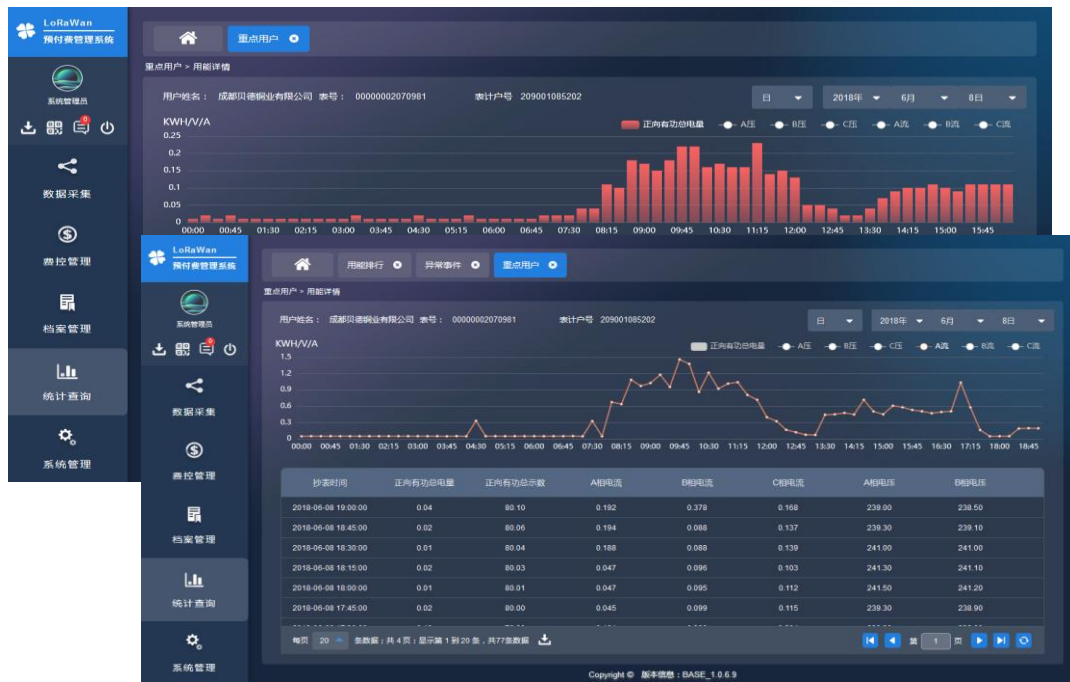 LoRaWan
预付费管理系统
重点用户
系统管理员
0
数据采集
费控管理
档案管理
统计查询
系统管理
重点用户 > 用能详情
用户姓名： 成都贝德铜业有限公司 表号： 00000002070981 表计户号 209001085202
日 2018年 6月 8日
KWH/V/A
正向有功总电量 A压 B压 C压 A流 B流 C流
0.25
0.2
0.15
0.1
0.05
0
00:00 00:45 01:30 02:15 03:00 03:45 04:30 05:15 06:00 06:45 07:30 08:15 09:00 09:45 10:30 11:15 12:00 12:45 13:30 14:15 15:00 15:45
LoRaWan
预付费管理系统
用能排行 异常事件 重点用户
系统管理员
0
数据采集
费控管理
档案管理
统计查询
系统管理
重点用户 > 用能详情
用户姓名： 成都贝德铜业有限公司 表号： 00000002070981 表计户号 209001085202
日 2018年 6月 8日
KWH/V/A
正向有功总电量 A压 B压 C压 A流 B流 C流
1.5
1.2
0.9
0.6
0.3
0
00:00 00:45 01:30 02:15 03:00 03:45 04:30 05:15 06:00 06:45 07:30 08:15 09:00 09:45 10:30 11:15 12:00 12:45 13:30 14:15 15:00 15:45 16:30 17:15 18:00 18:45
抄表时间 正向有功总电量 正向有功总示数 A相电流 B相电流 C相电流 A相电压 B相电压
2018-06-08 19:00:00 0.04 80.10 0.192 0.378 0.168 239.00 238.50
2018-06-08 18:45:00 0.02 80.06 0.194 0.088 0.137 239.30 239.10
2018-06-08 18:30:00 0.01 80.04 0.188 0.088 0.139 241.00 241.00
2018-06-08 18:15:00 0.02 80.03 0.047 0.096 0.103 241.30 241.10
2018-06-08 18:00:00 0.01 80.01 0.047 0.095 0.112 241.50 241.20
2018-06-08 17:45:00 0.02 80.00 0.045 0.099 0.115 239.30 238.90
每页 20 条数据；共 4 页；显示第 1 到 20 条，共77条数据 第 1 页
Copyright © 版本信息：BASE_1.0.6.9